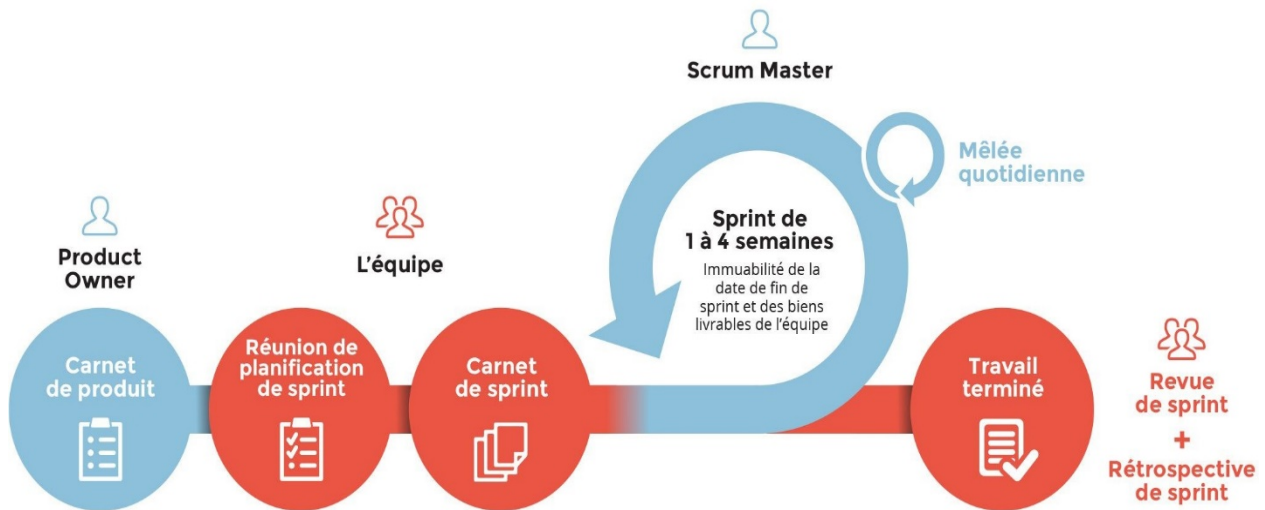 Scrum Master
Mêlée
quotidienne
Sprint de
1 à 4 semaines
Immuabilité de la
date de fin de
sprint et des biens
livrables de l'équipe
Product
Owner
L'équipe
Carnet
de produit
Réunion de
planification
de sprint
Carnet
de sprint
Travail
terminé
Revue
de sprint
+
Rétrospective
de sprint